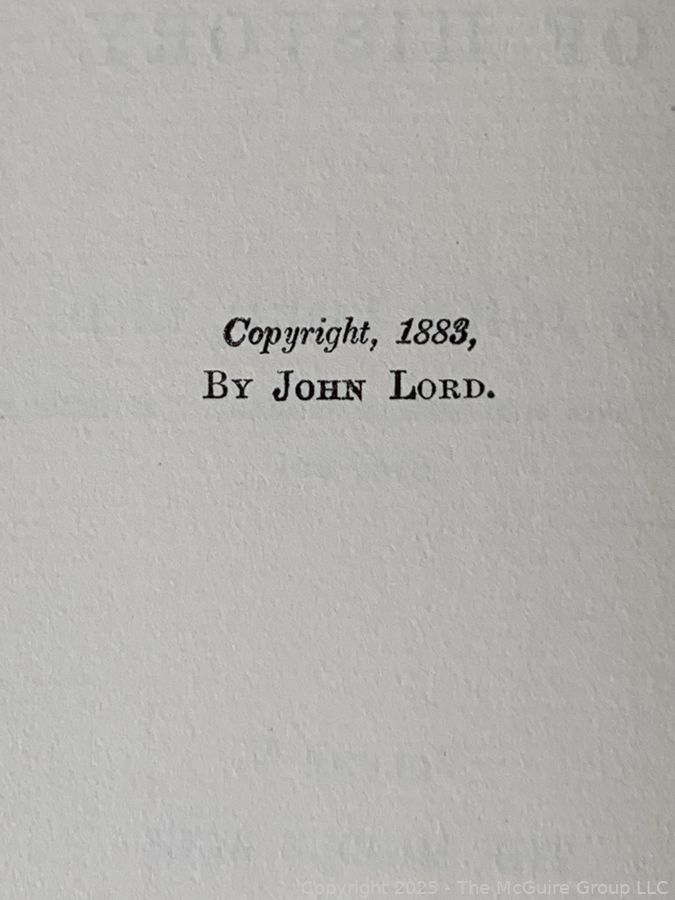 Copyright, 1883,
By John Lord.
Copyright 2025 • The McGuire Group LLC